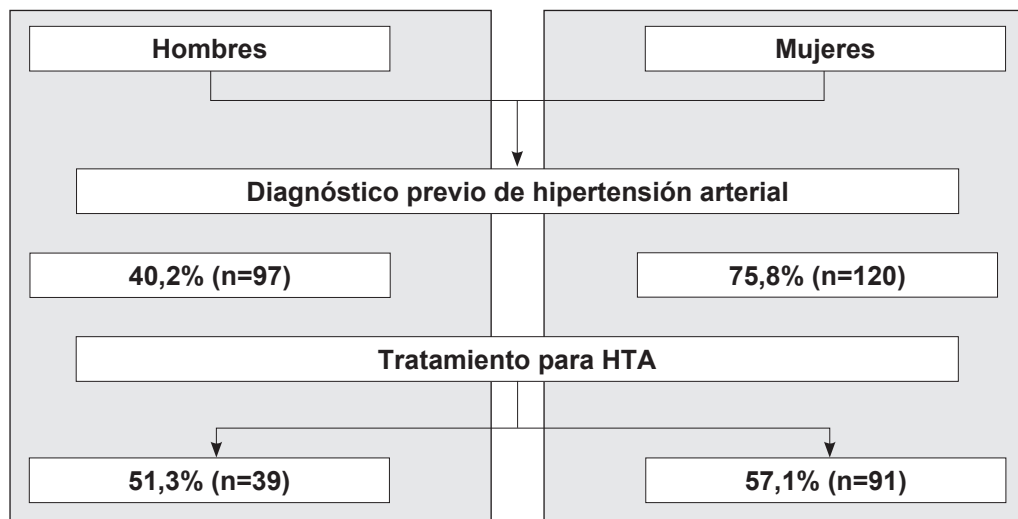 Hombres
Mujeres
Diagnóstico previo de hipertensión arterial
40,2% (n=97)
75,8% (n=120)
Tratamiento para HTA
51,3% (n=39)
57,1% (n=91)